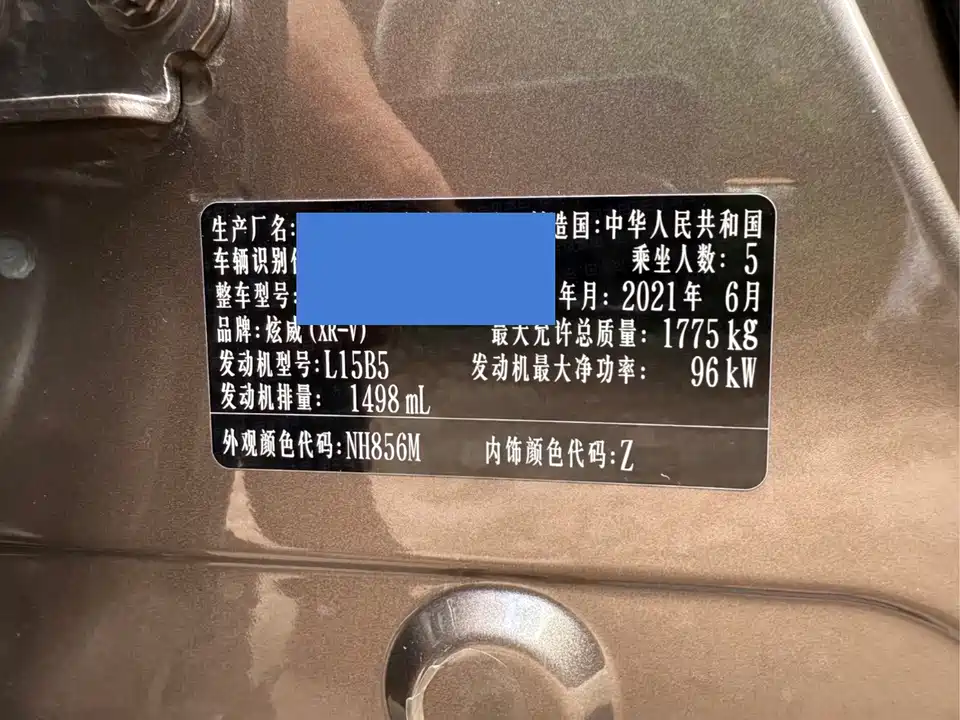 生产厂名: 造国:中华人民共和国
车辆识别 乘坐人数: 5
整车型号: 年月: 2021年 6月
品牌:炫威(XR-V) 最大允许总质量: 1775 kg
发动机型号:L15B5 发动机最大净功率: 96 kW
发动机排量: 1498 mL
外观颜色代码:NH856M 内饰颜色代码:Z